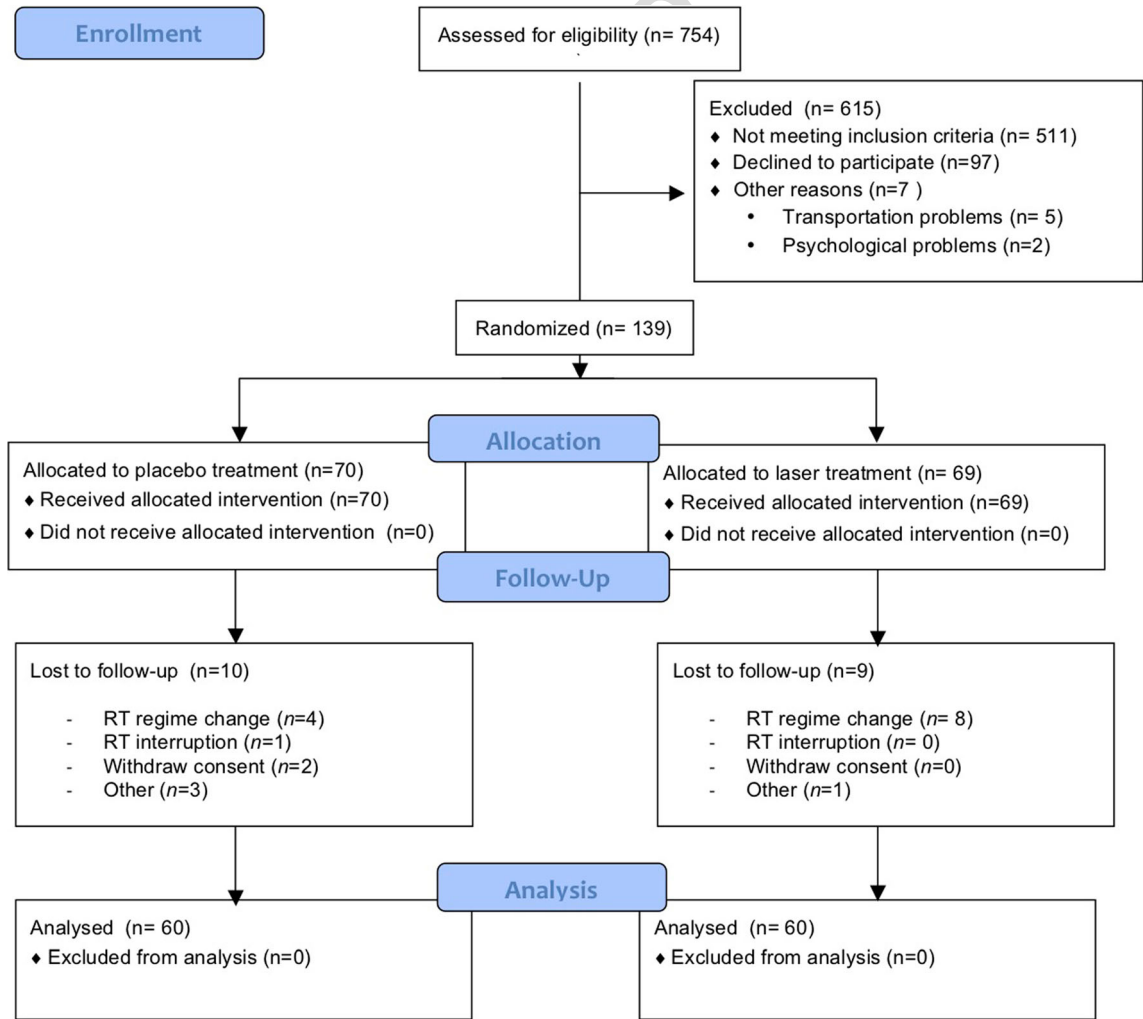 Enrollment
Assessed for eligibility (n= 754)
Excluded (n= 615)
♦ Not meeting inclusion criteria (n= 511)
♦ Declined to participate (n=97)
♦ Other reasons (n=7 )
• Transportation problems (n= 5)
• Psychological problems (n=2)
Randomized (n= 139)
Allocation
Allocated to placebo treatment (n=70)
♦ Received allocated intervention (n=70)
♦ Did not receive allocated intervention (n=0)
Allocated to laser treatment (n= 69)
♦ Received allocated intervention (n=69)
♦ Did not receive allocated intervention (n=0)
Follow-Up
Lost to follow-up (n=10)
- RT regime change (n=4)
- RT interruption (n=1)
- Withdraw consent (n=2)
- Other (n=3)
Lost to follow-up (n=9)
- RT regime change (n= 8)
- RT interruption (n= 0)
- Withdraw consent (n=0)
- Other (n=1)
Analysis
Analysed (n= 60)
♦ Excluded from analysis (n=0)
Analysed (n= 60)
♦ Excluded from analysis (n=0)